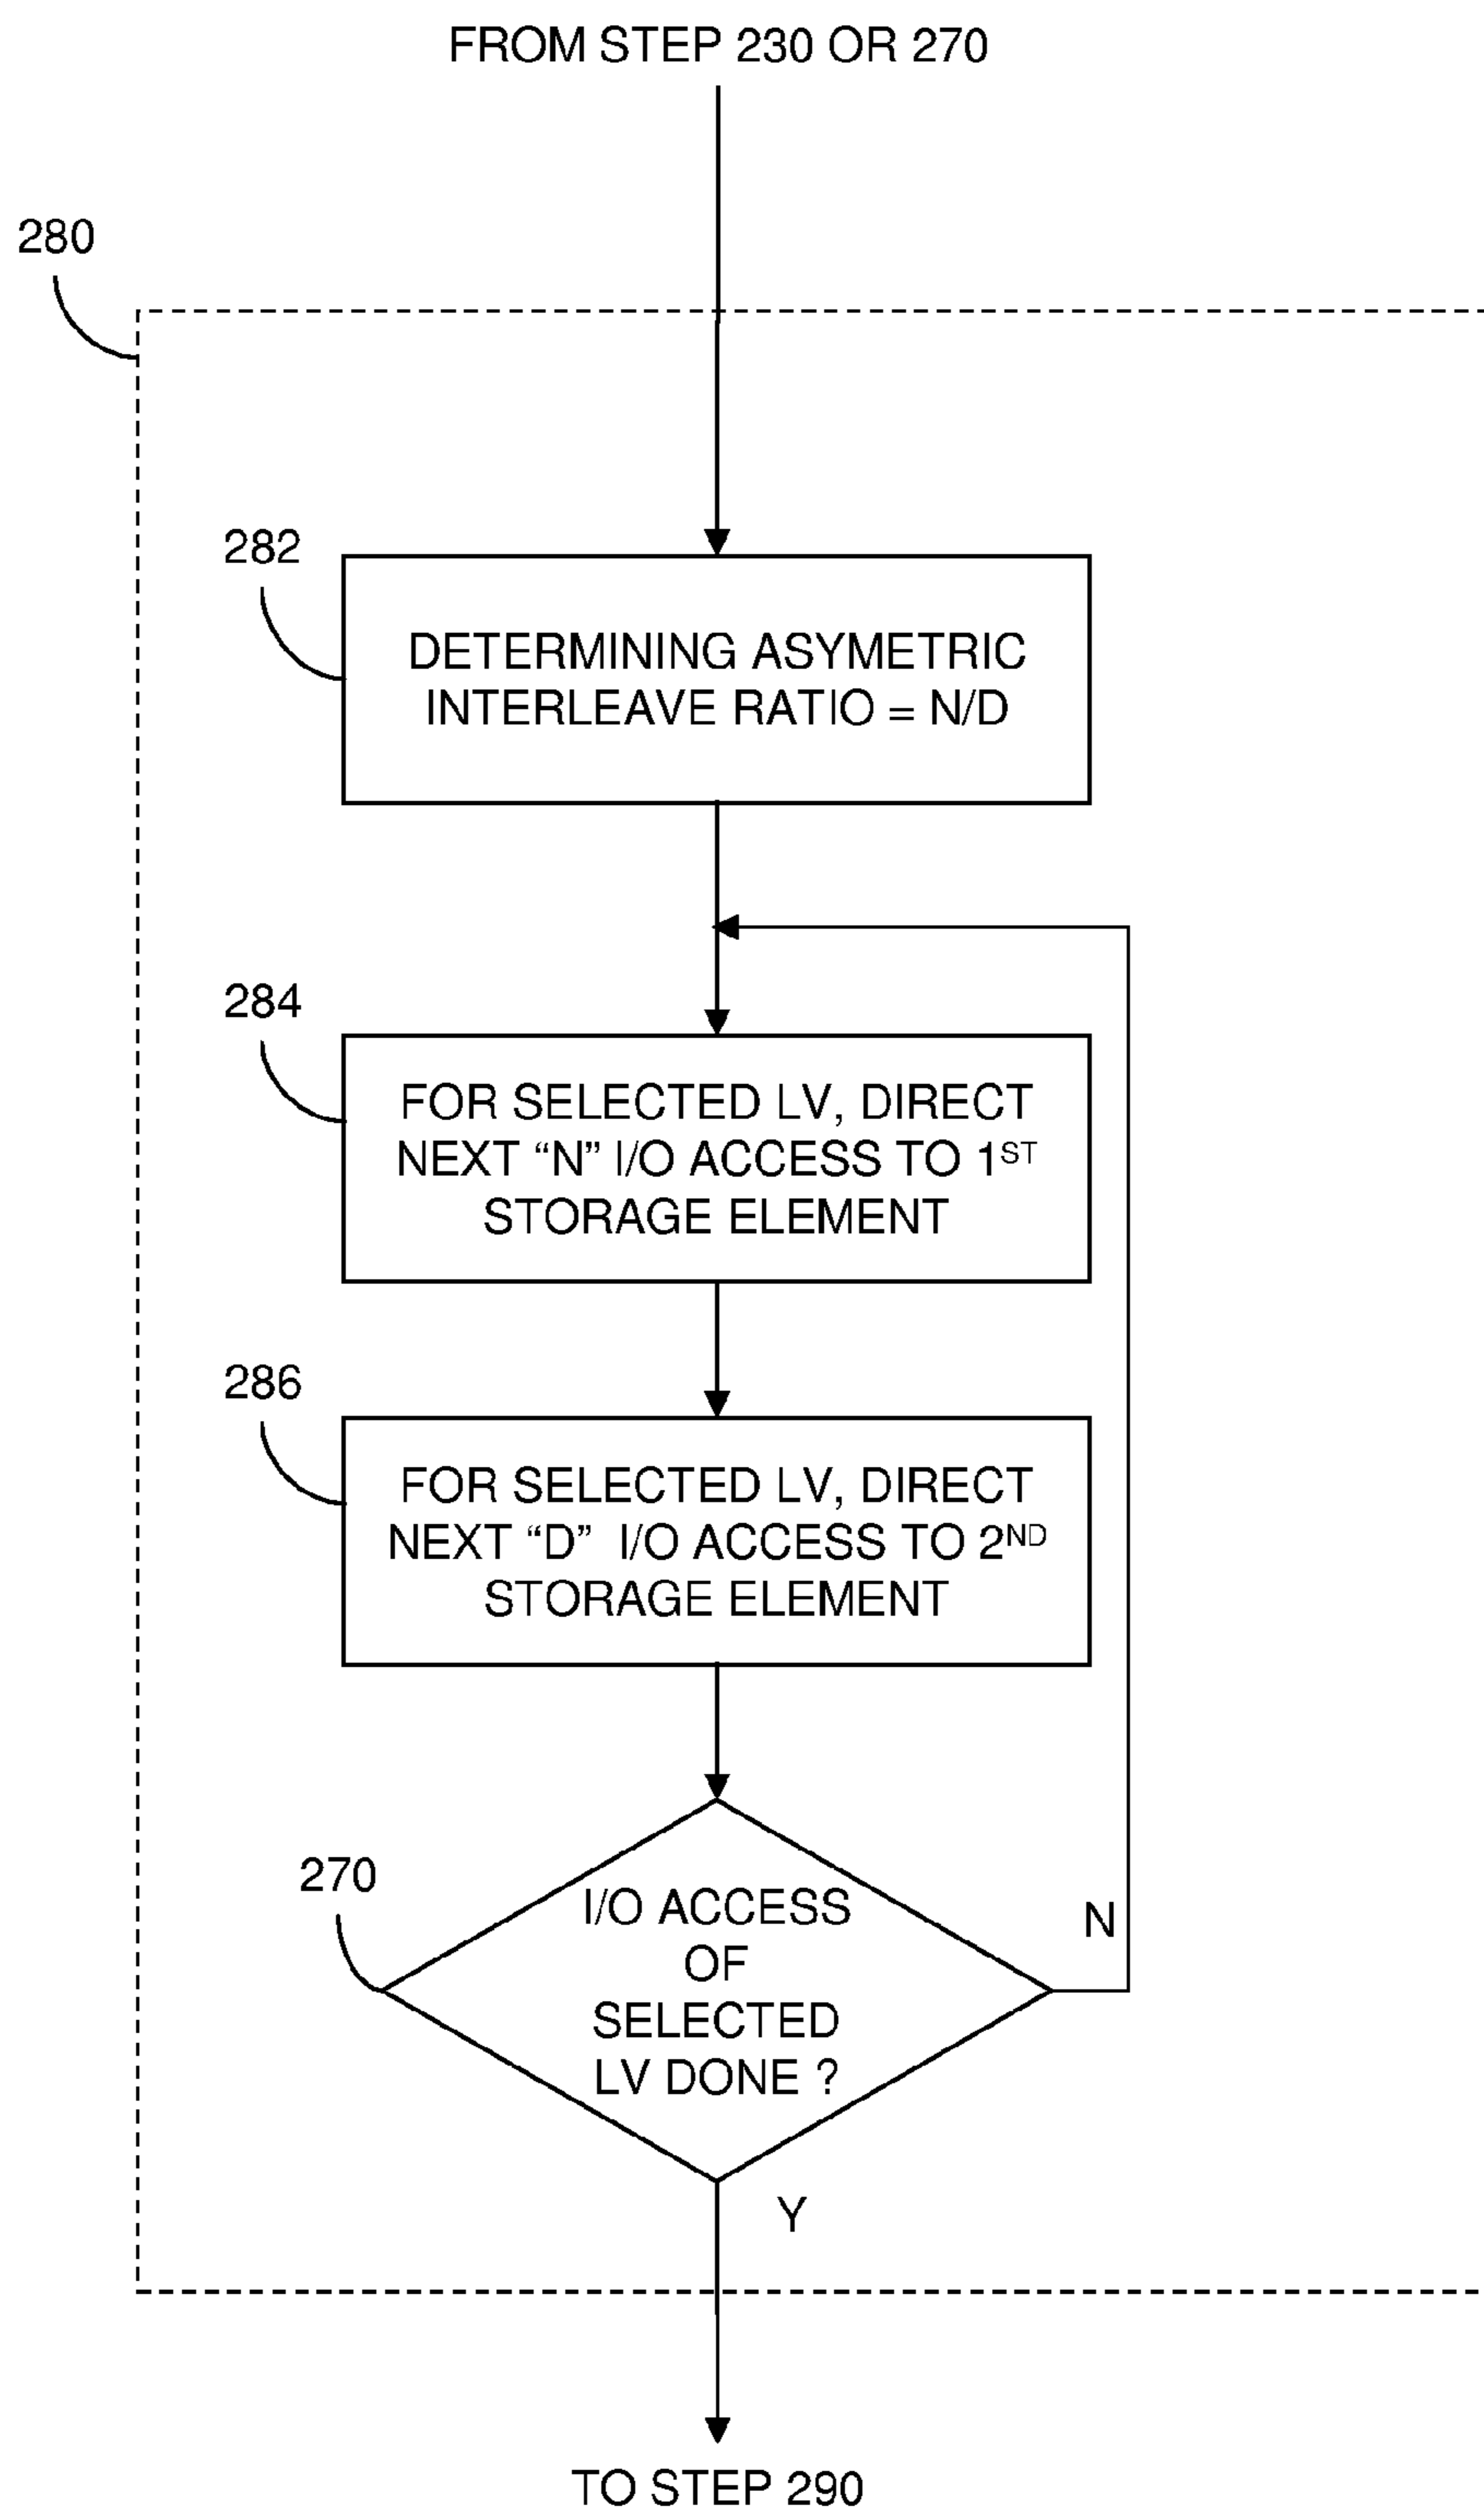 FROM STEP 230 OR 270
280
282
DETERMINING ASYMETRIC
INTERLEAVE RATIO = N/D
284
FOR SELECTED LV, DIRECT
NEXT “N” I/O ACCESS TO 1ST
STORAGE ELEMENT
286
FOR SELECTED LV, DIRECT
NEXT “D” I/O ACCESS TO 2ND
STORAGE ELEMENT
270
I/O ACCESS
OF
SELECTED
LV DONE ?
N
Y
TO STEP 290